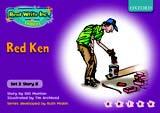 Read Write Inc.
OXFORD
Red Ken
Set 2 Story 8
Story by Gill Munton
Illustrated by Tim Archbold
Series developed by Ruth Miskin